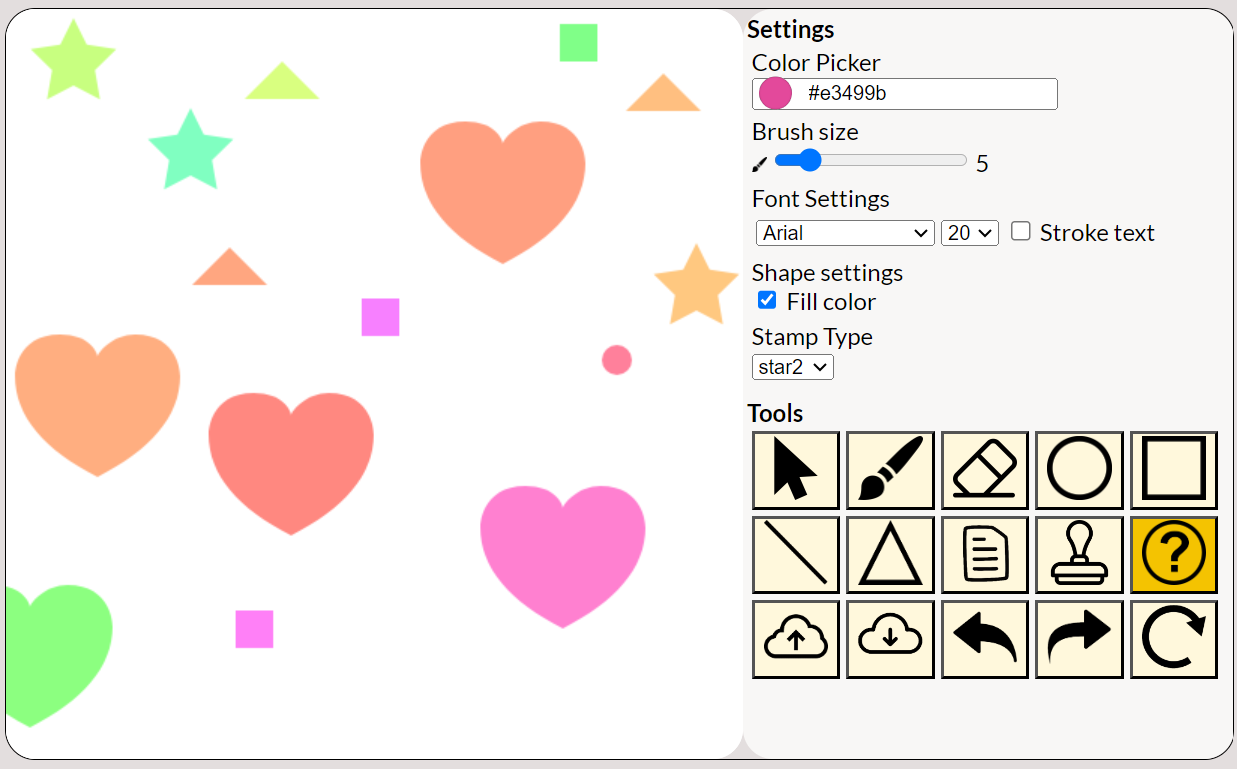 Settings
Color Picker
#e3499b
Brush size
5
Font Settings
Arial 20 Stroke text
Shape settings
Fill color
Stamp Type
star2
Tools
?